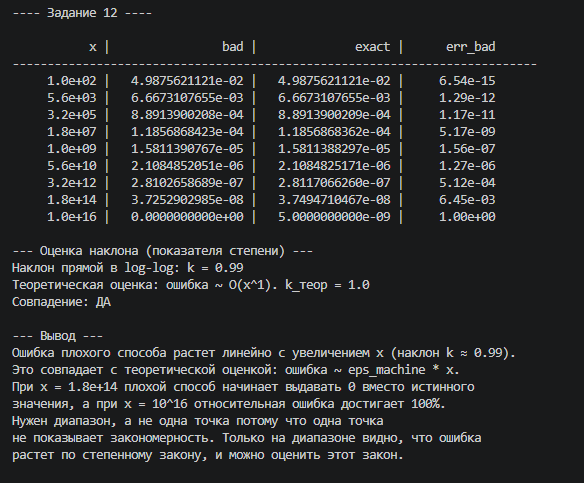 ---- Задание 12 ----
x | bad | exact | err_bad
---------------------------------------------------------------------------
1.0e+02 | 4.9875621121e-02 | 4.9875621121e-02 | 6.54e-15
5.6e+03 | 6.6673107655e-03 | 6.6673107655e-03 | 1.29e-12
3.2e+05 | 8.8913900208e-04 | 8.8913900209e-04 | 1.17e-11
1.8e+07 | 1.1856868423e-04 | 1.1856868362e-04 | 5.17e-09
1.0e+09 | 1.5811390767e-05 | 1.5811388297e-05 | 1.56e-07
5.6e+10 | 2.1084852051e-06 | 2.1084825171e-06 | 1.27e-06
3.2e+12 | 2.8102658689e-07 | 2.8117066260e-07 | 5.12e-04
1.8e+14 | 3.7252902985e-08 | 3.7494710467e-08 | 6.45e-03
1.0e+16 | 0.0000000000e+00 | 5.0000000000e-09 | 1.00e+00
--- Оценка наклона (показателя степени) ---
Наклон прямой в log-log: k = 0.99
Теоретическая оценка: ошибка ~ O(x^1). k_теор = 1.0
Совпадение: ДА
--- Вывод ---
Ошибка плохого способа растет линейно с увеличением x (наклон k ≈ 0.99).
Это совпадает с теоретической оценкой: ошибка ~ eps_machine * x.
При x = 1.8e+14 плохой способ начинает выдавать 0 вместо истинного
значения, а при x = 10^16 относительная ошибка достигает 100%.
Нужен диапазон, а не одна точка потому что одна точка
не показывает закономерность. Только на диапазоне видно, что ошибка
растет по степенному закону, и можно оценить этот закон.